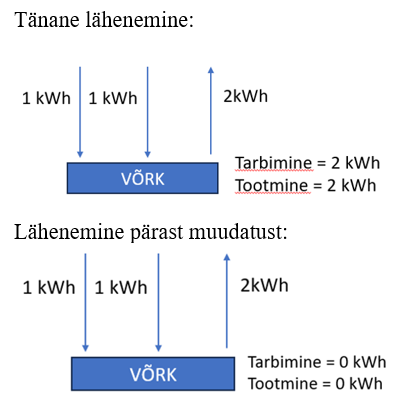 Tänane lähenemine:
1 kWh 1 kWh 2kWh
VÕRK
Tarbimine = 2 kWh
Tootmine = 2 kWh
Lähenemine pärast muudatust:
1 kWh 1 kWh 2kWh
VÕRK
Tarbimine = 0 kWh
Tootmine = 0 kWh